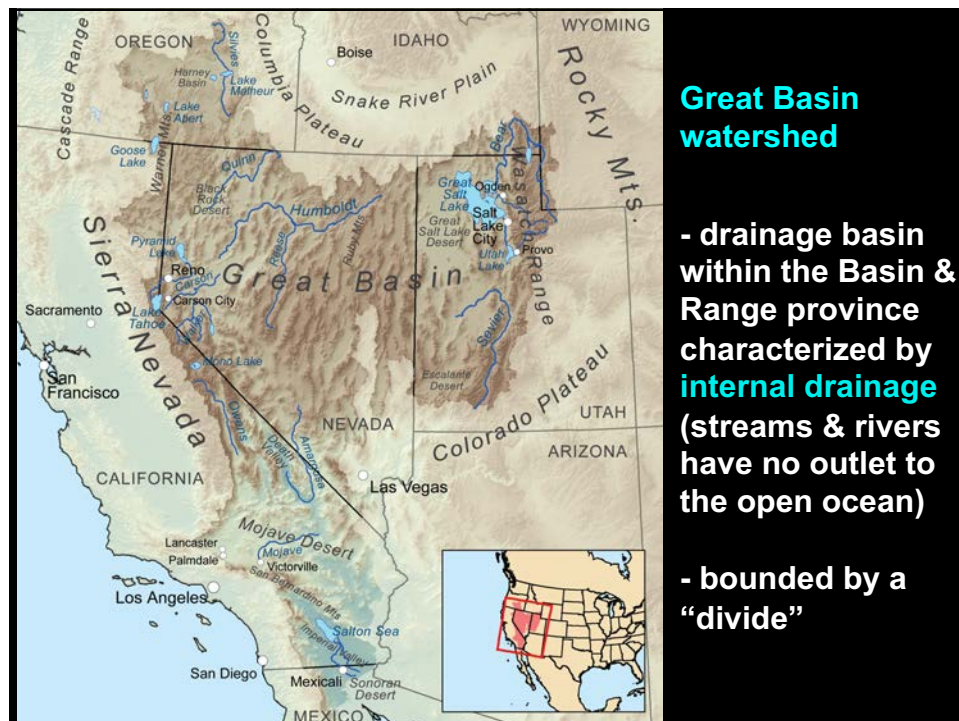 WYOMING
OREGON
IDAHO
Boise
Cascade Range
Columbia Plateau
Silvies
Harney
Basin
Lake
Malheur
Snake River Plain
Rocky Mts.
Lake
Abert
Goose
Lake
Warner Mts
Quinn
Black
Rock
Desert
Humboldt
Reese
Ruby Mts
Bear
Wasatch Range
Great
Salt
Lake
Ogden
Salt
Lake
City
Great
Salt Lake
Desert
Provo
Utah
Lake
Pyramid
Lake
Reno
Carson
Carson City
Great Basin
Lake
Tahoe
Walker
Sierra Nevada
Sacramento
San
Francisco
Mono Lake
Sevier
Escalante
Desert
Owens
Death
Valley
Amargosa
NEVADA
UTAH
Colorado Plateau
ARIZONA
CALIFORNIA
Las Vegas
Mojave Desert
Lancaster
Palmdale
Mojave
Victorville
San Bernardino Mts
Los Angeles
Salton Sea
Imperial Valley
San Diego
Mexicali
Sonoran
Desert
MEXICO
Great Basin
watershed
- drainage basin
within the Basin &
Range province
characterized by
internal drainage
(streams & rivers
have no outlet to
the open ocean)
- bounded by a
“divide”